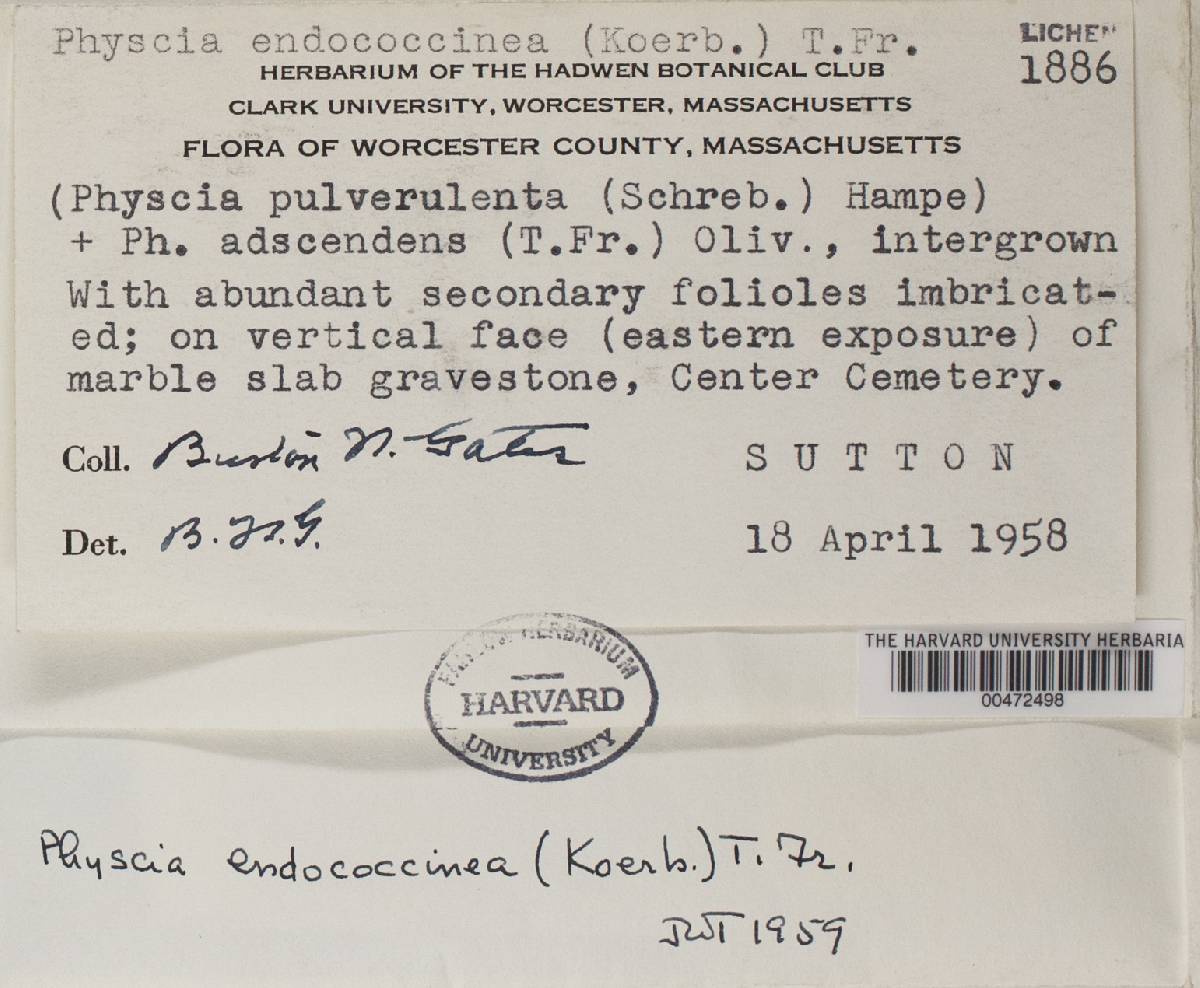 Physcia endococcinea (Koerb.) T.Fr.
LICHEN
1886
HERBARIUM OF THE HADWEN BOTANICAL CLUB
CLARK UNIVERSITY, WORCESTER, MASSACHUSETTS
FLORA OF WORCESTER COUNTY, MASSACHUSETTS
(Physcia pulverulenta (Schreb.) Hampe)
+ Ph. adscendens (T.Fr.) Oliv., intergrown
With abundant secondary folioles imbricat-
ed; on vertical face (eastern exposure) of
marble slab gravestone, Center Cemetery.
Coll. Burton N. Gates
SUTTON
Det. B. N. G.
18 April 1958
FARLOW HERBARIUM
HARVARD
UNIVERSITY
THE HARVARD UNIVERSITY HERBARIA
00472498
Physcia endococcinea (Koerb.) T. Fr.
JWT 1959